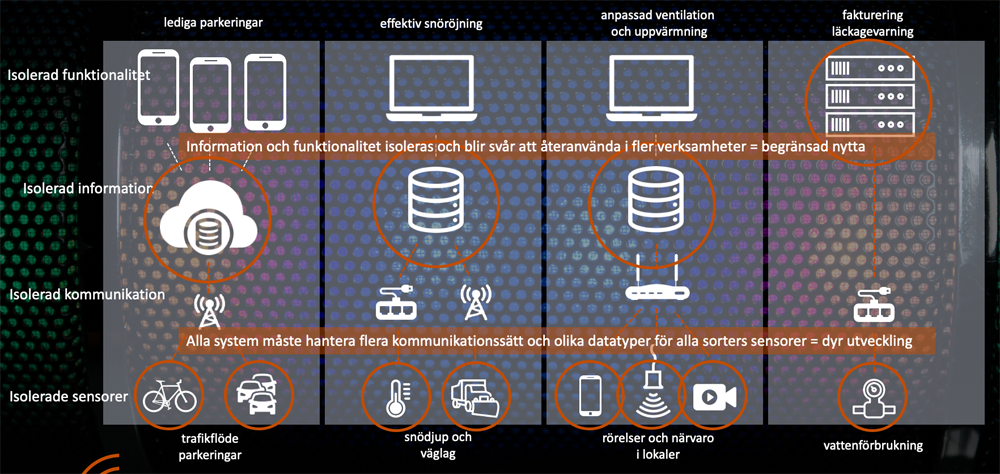 lediga parkeringar
effektiv snöröjning
anpassad ventilation
och uppvärmning
fakturering
läckagevarning
Isolerad funktionalitet
Information och funktionalitet isoleras och blir svår att återanvända i fler verksamheter = begränsad nytta
Isolerad information
Isolerad kommunikation
Alla system måste hantera flera kommunikationssätt och olika datatyper för alla sorters sensorer = dyr utveckling
Isolerade sensorer
trafikflöde
parkeringar
snödjup och
väglag
rörelser och närvaro
i lokaler
vattenförbrukning